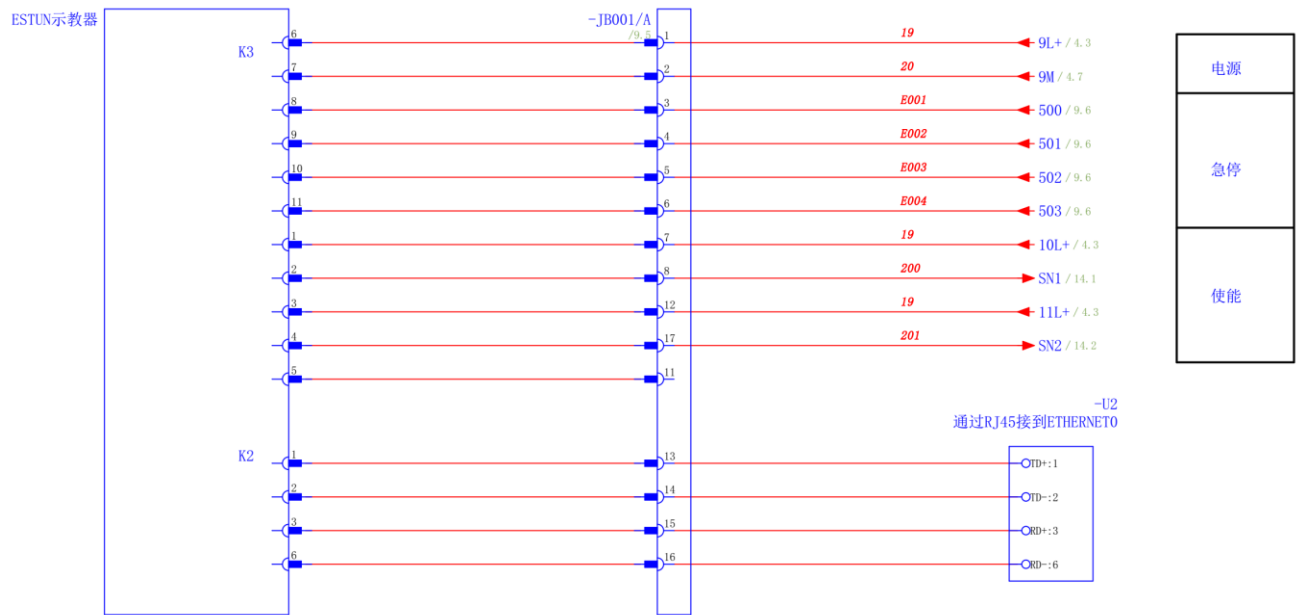 ESTUN示教器
-JB001/A
/9.5
K3
6 1 19 9L+ /4.3
7 2 20 9M /4.7
8 3 E001 500 /9.6
9 4 E002 501 /9.6
10 5 E003 502 /9.6
11 6 E004 503 /9.6
1 7 19 10L+ /4.3
2 8 200 SN1 /14.1
3 12 19 11L+ /4.3
4 17 201 SN2 /14.2
5 11
电源
急停
使能
-U2
通过RJ45接到ETHERNET0
K2
1 13 TD+:1
2 14 TD-:2
3 15 RD+:3
6 16 RD-:6